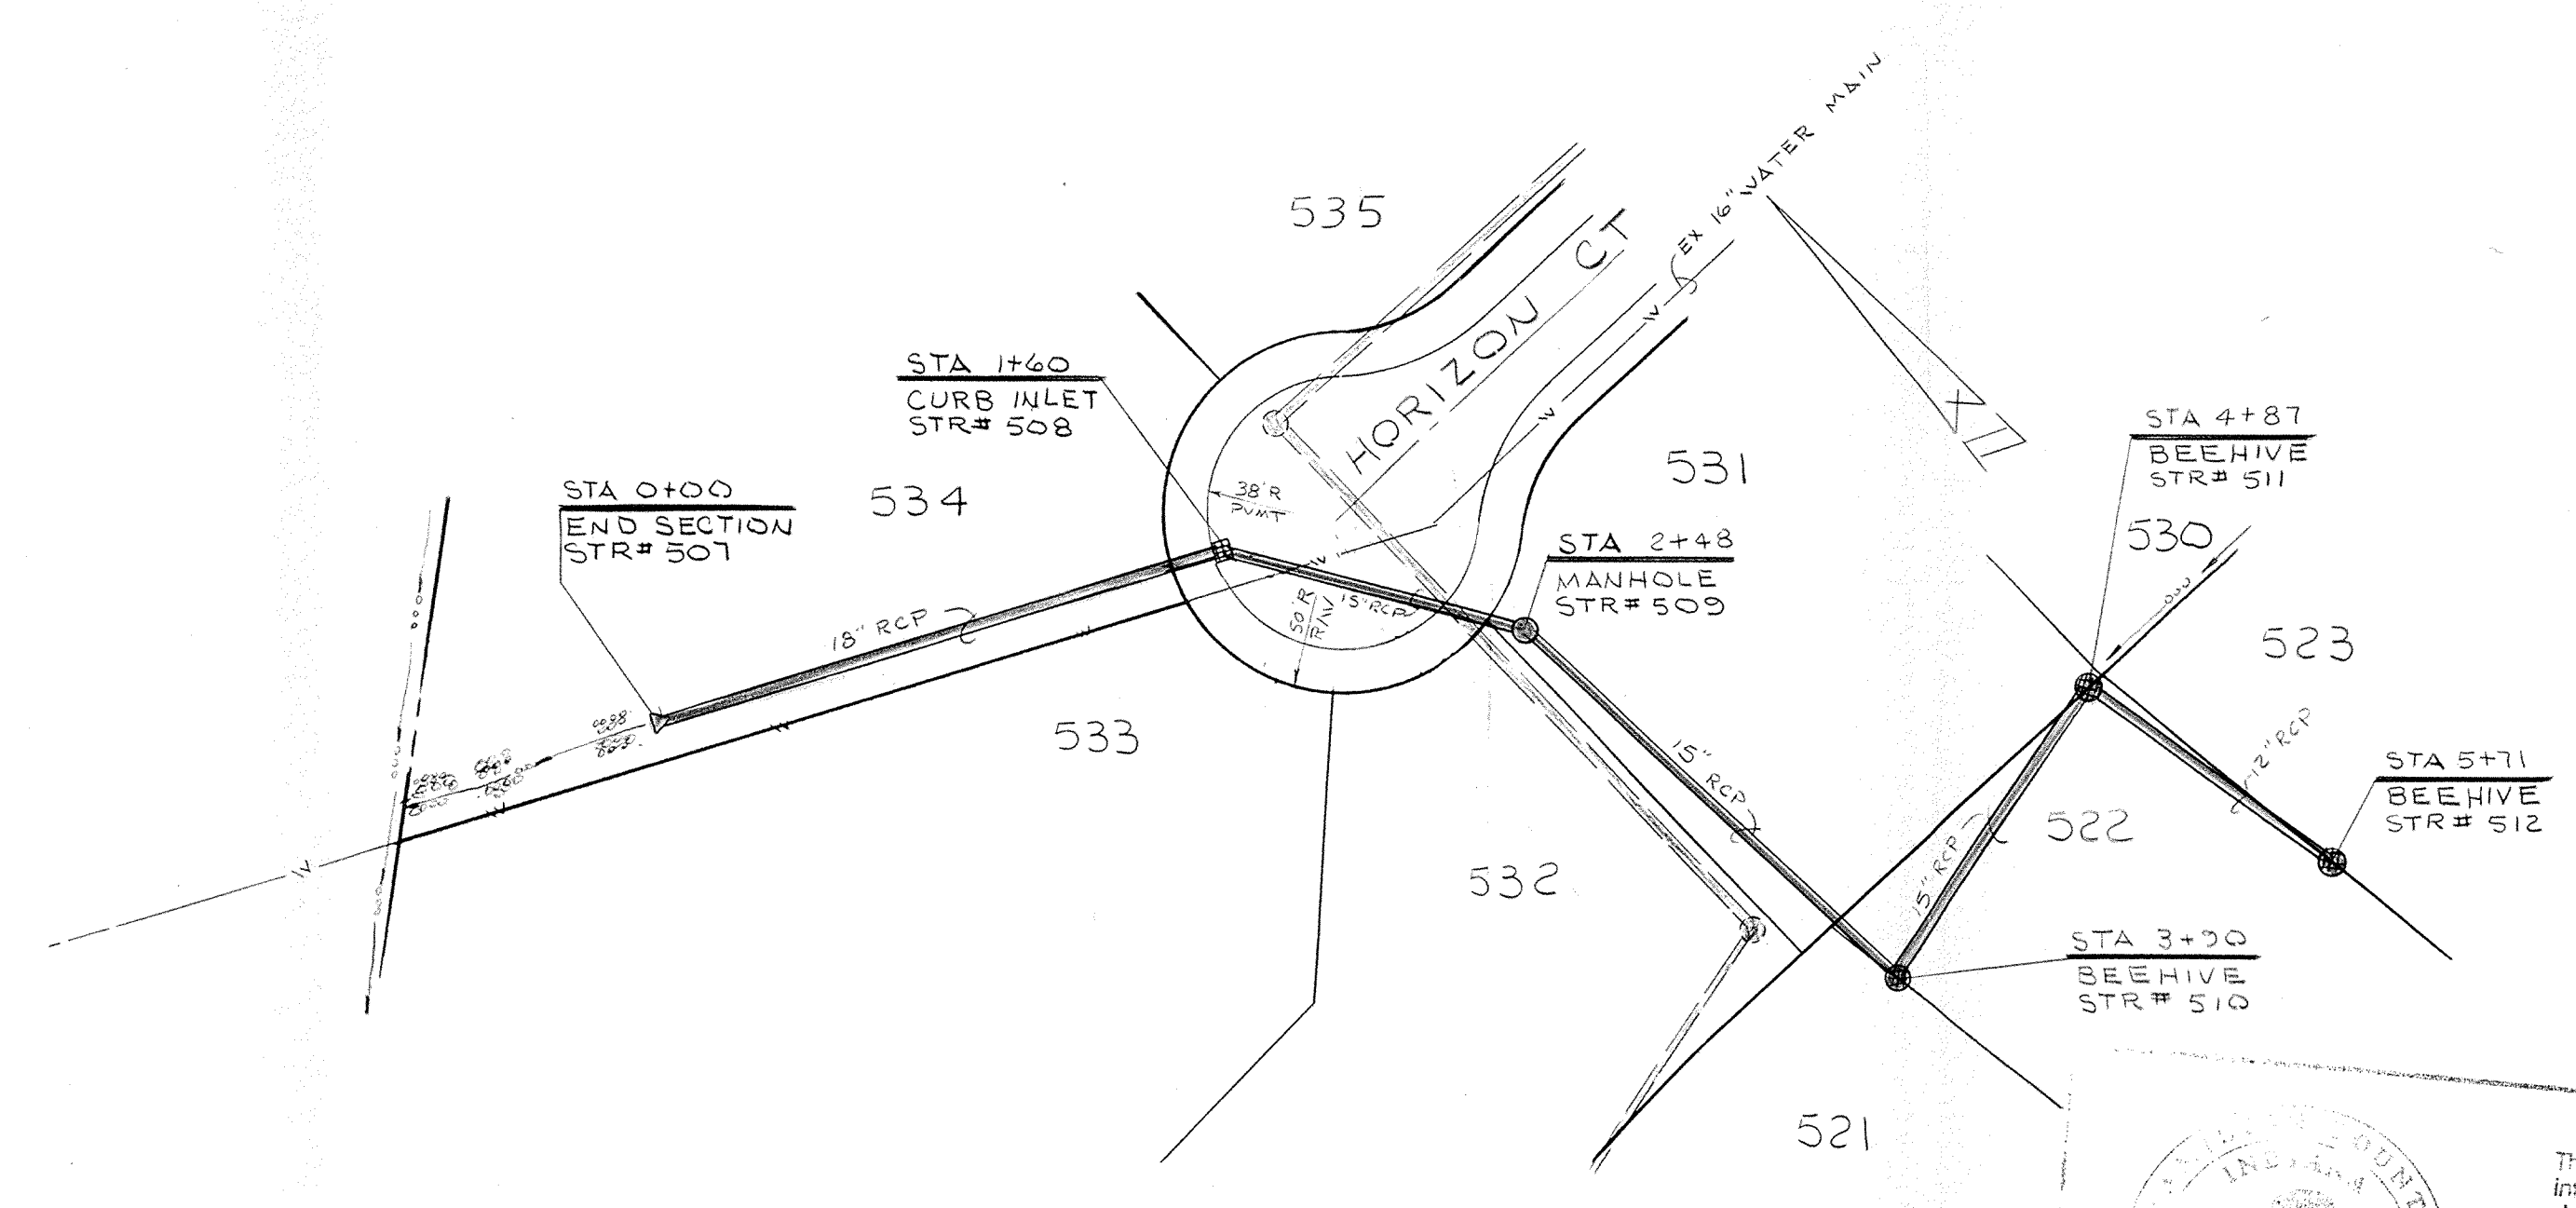 EX 16" WATER MAIN
535
HORIZON CT
STA 1+60
CURB INLET
STR# 508
STA 4+87
BEEHIVE
STR# 511
531
STA 0+00
END SECTION
STR# 507
534
38'R
PVMT
530
STA 2+48
MANHOLE
STR# 509
50'R
R/W
15" RCP
18" RCP
W
W
W
W
W
W
W
523
533
12" RCP
15" RCP
STA 5+71
BEEHIVE
STR# 512
522
15" RCP
532
STA 3+90
BEEHIVE
STR# 510
521
INDIANA